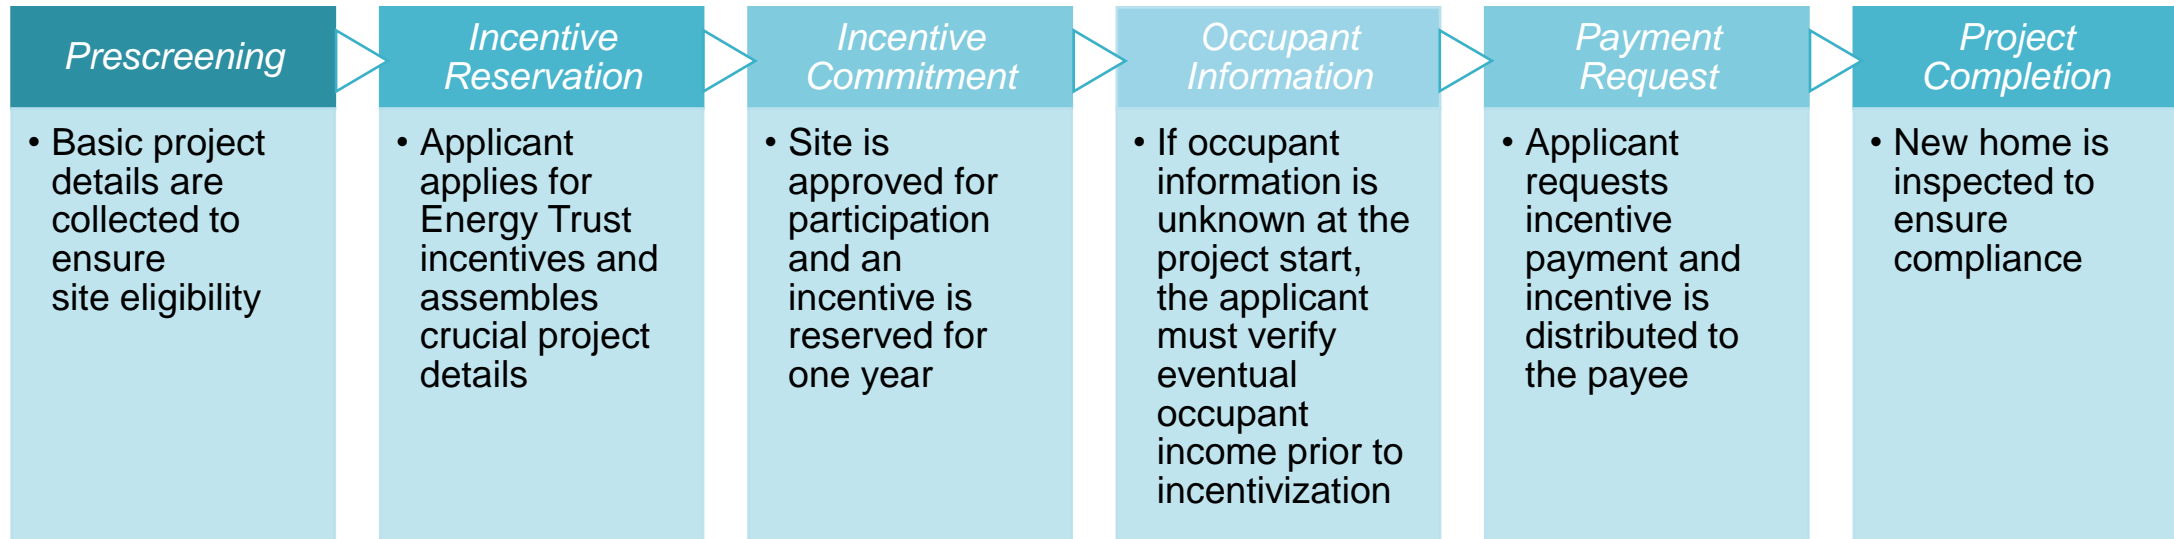 Prescreening
• Basic project
details are
collected to
ensure
site eligibility
Incentive
Reservation
• Applicant
applies for
Energy Trust
incentives and
assembles
crucial project
details
Incentive
Commitment
• Site is
approved for
participation
and an
incentive is
reserved for
one year
Occupant
Information
• If occupant
information is
unknown at the
project start,
the applicant
must verify
eventual
occupant
income prior to
incentivization
Payment
Request
• Applicant
requests
incentive
payment and
incentive is
distributed to
the payee
Project
Completion
• New home is
inspected to
ensure
compliance